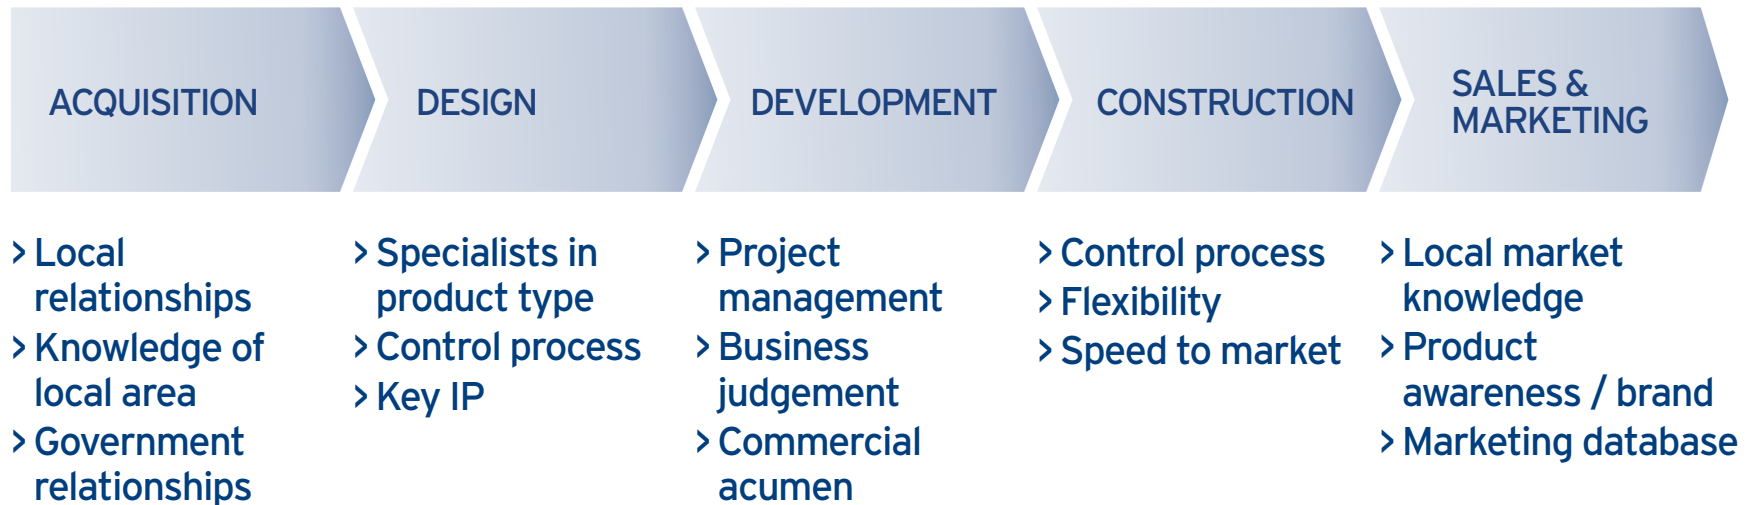 ACQUISITION
DESIGN
DEVELOPMENT
CONSTRUCTION
SALES &
MARKETING
> Local
relationships
> Knowledge of
local area
> Government
relationships
> Specialists in
product type
> Control process
> Key IP
> Project
management
> Business
judgement
> Commercial
acumen
> Control process
> Flexibility
> Speed to market
> Local market
knowledge
> Product
awareness / brand
> Marketing database